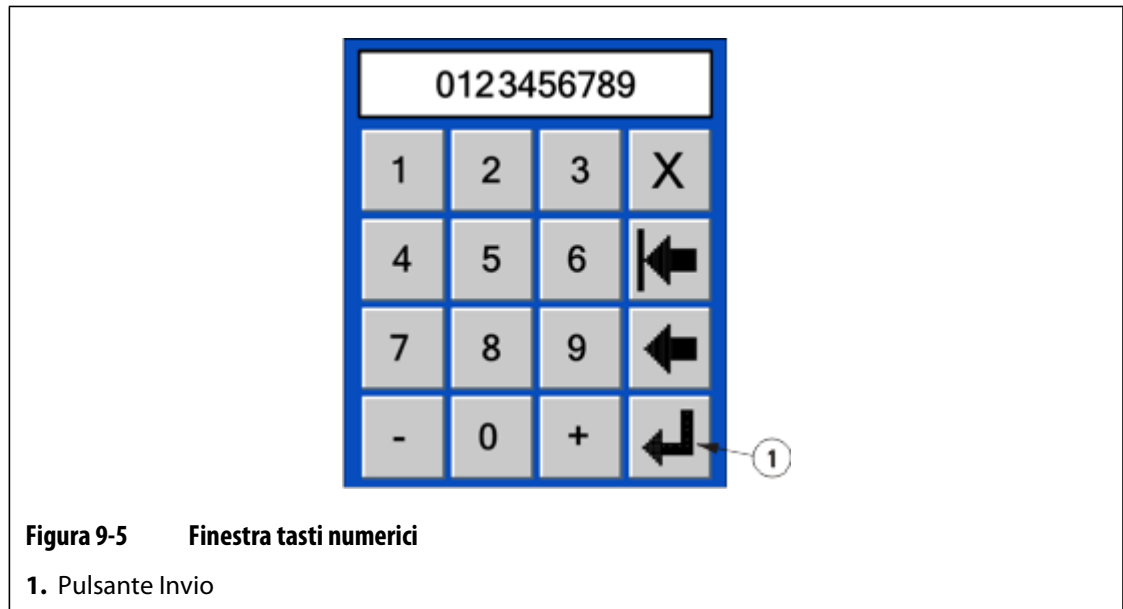 0123456789
1 2 3 X
4 5 6
7 8 9
- 0 +
1
Figura 9-5 Finestra tasti numerici
1. Pulsante Invio